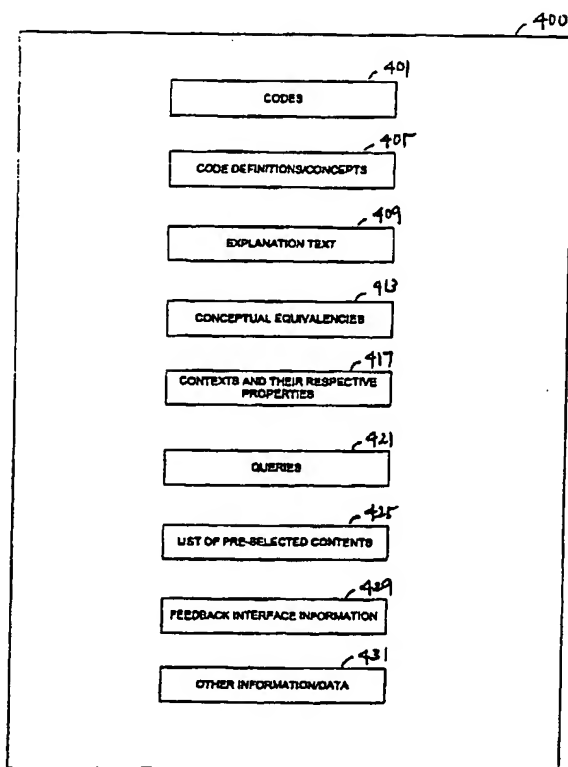 400
401
CODES
405
CODE DEFINITIONS/CONCEPTS
409
EXPLANATION TEXT
413
CONCEPTUAL EQUIVALENCIES
417
CONTEXTS AND THEIR RESPECTIVE
PROPERTIES
421
QUERIES
425
LIST OF PRE-SELECTED CONTENTS
429
FEEDBACK INTERFACE INFORMATION
431
OTHER INFORMATION/DATA